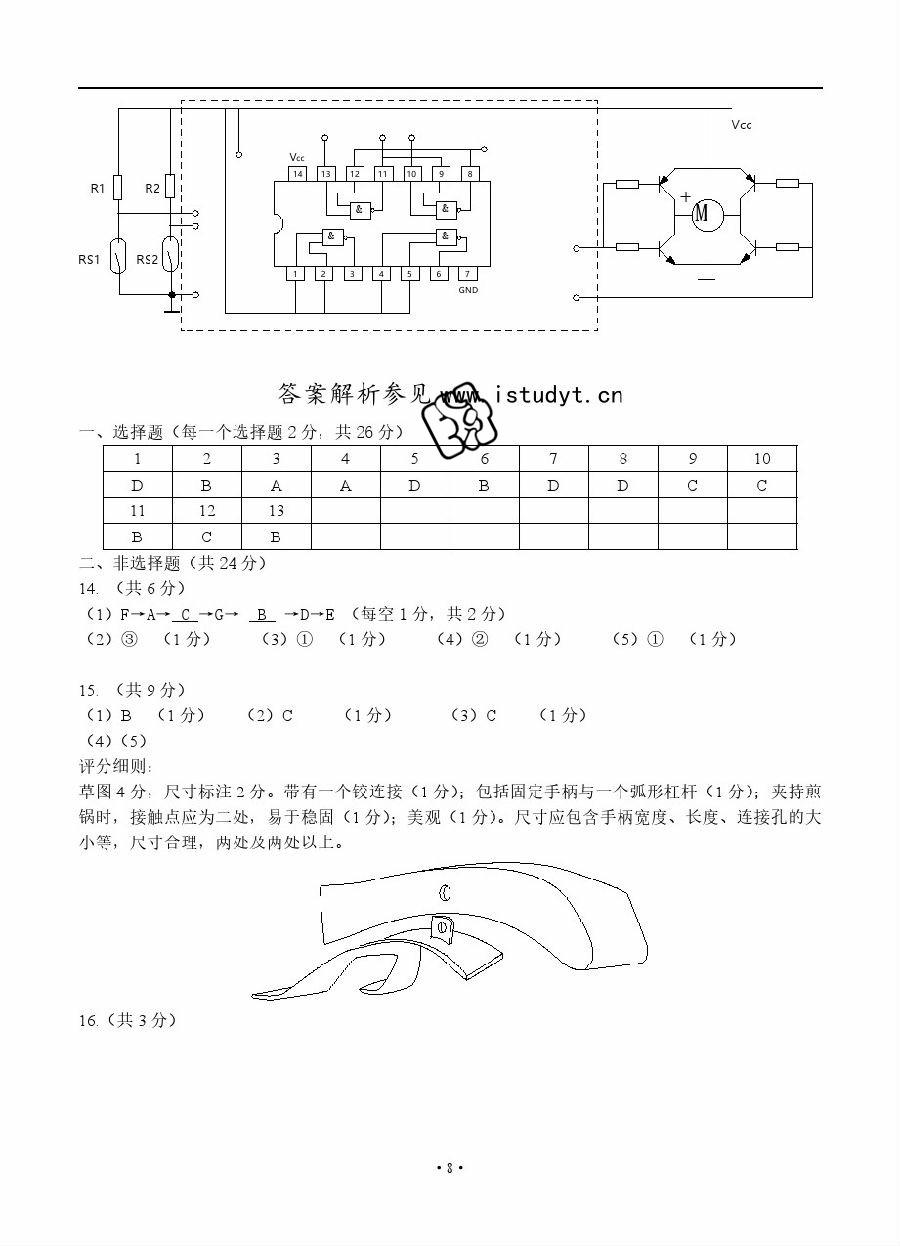 Vcc
Vcc
14 13 12 11 10 9 8
R1 R2
& &
+ M
& &
RS1 RS2
1 2 3 4 5 6 7
GND
—
答案解析参见 www.istudyt.cn
一、选择题（每一个选择题2分，共26分）
1 2 3 4 5 6 7 8 9 10
D B A A D B D D C C
11 12 13
B C B
二、非选择题（共24分）
14. （共6分）
（1）F→A→ C →G→ B →D→E （每空1分，共2分）
（2）③ （1分） （3）① （1分） （4）② （1分） （5）① （1分）
15. （共9分）
（1）B （1分） （2）C （1分） （3）C （1分）
（4）（5）
评分细则：
草图4分，尺寸标注2分。带有一个铰连接（1分）；包括固定手柄与一个弧形杠杆（1分）；夹持煎
锅时，接触点应为二处，易于稳固（1分）；美观（1分）。尺寸应包含手柄宽度、长度、连接孔的大
小等，尺寸合理，两处及两处以上。
16.（共3分）
·8·